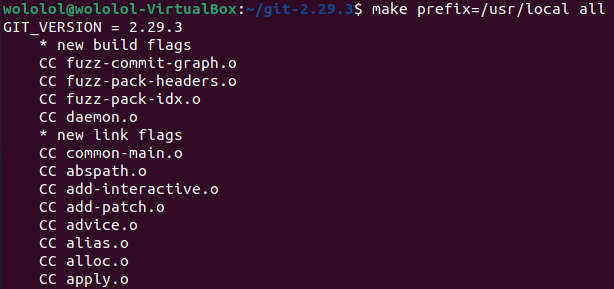 wololol@wololol-VirtualBox:~/git-2.29.3$ make prefix=/usr/local all
GIT_VERSION = 2.29.3
    * new build flags
    CC fuzz-commit-graph.o
    CC fuzz-pack-headers.o
    CC fuzz-pack-idx.o
    CC daemon.o
    * new link flags
    CC common-main.o
    CC abspath.o
    CC add-interactive.o
    CC add-patch.o
    CC advice.o
    CC alias.o
    CC alloc.o
    CC apply.o